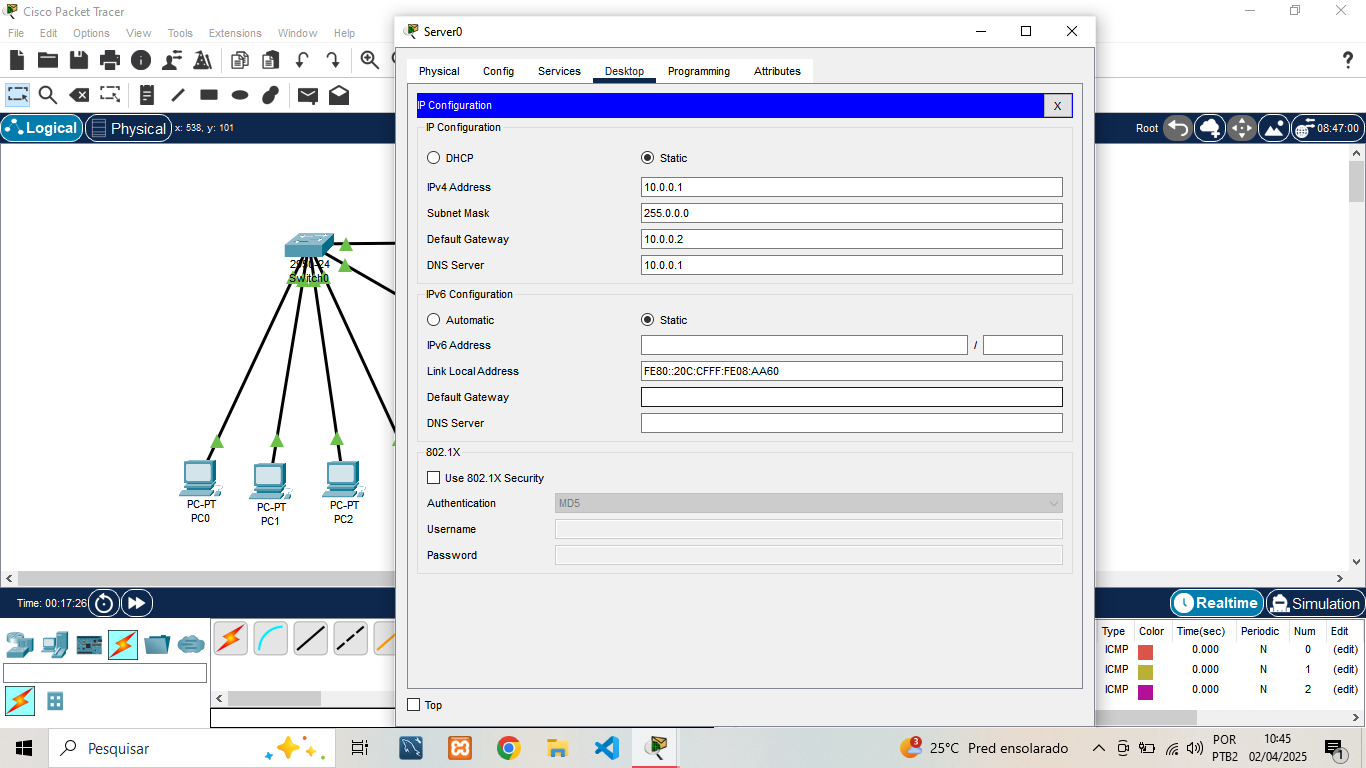 Cisco Packet Tracer
File Edit Options View Tools Extensions Window Help
Logical Physical x: 538, y: 101
Root 08:47:00
Server0
Physical Config Services Desktop Programming Attributes
IP Configuration X
IP Configuration
DHCP Static
IPv4 Address 10.0.0.1
Subnet Mask 255.0.0.0
Default Gateway 10.0.0.2
DNS Server 10.0.0.1
IPv6 Configuration
Automatic Static
IPv6 Address /
Link Local Address FE80::20C:CFFF:FE08:AA60
Default Gateway
DNS Server
802.1X
Use 802.1X Security
Authentication MD5
Username
Password
Top
Switch0
PC-PT
PC0
PC-PT
PC1
PC-PT
PC2
Time: 00:17:26
Realtime Simulation
Type Color Time(sec) Periodic Num Edit
ICMP 0.000 N 0 (edit)
ICMP 0.000 N 1 (edit)
ICMP 0.000 N 2 (edit)
Pesquisar
3
25°C Pred ensolarado
POR
PTB2
10:45
02/04/2025
1